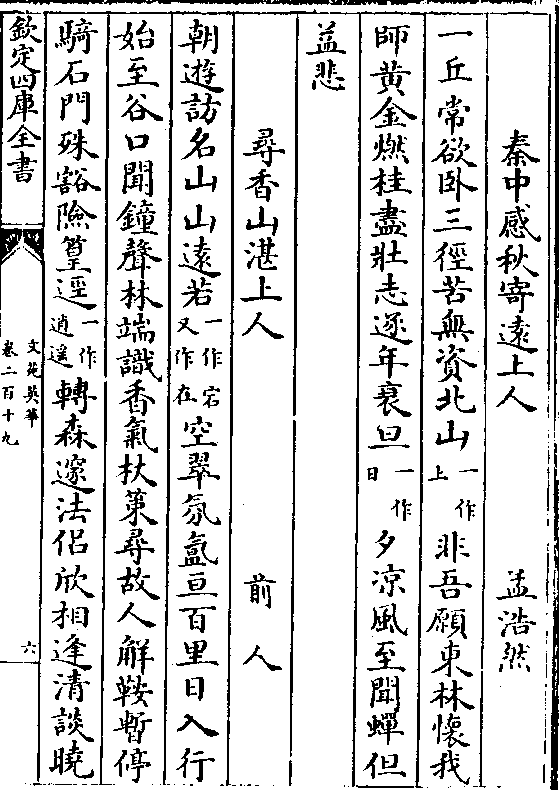 秦中感秋寄遠上人 孟浩然
一丘常欲卧三徑苦無資北山一作上非吾願東林懷我
師黄金燃桂盡壯志逐年衰旦一作日夕凉風至聞蟬但
益悲
尋香山湛上人 前人
朝遊訪名山山逺若一作宕又作在空翠氛氲亘百里日入行
始至谷口聞鐘聲林端識香氣杖策尋故人解鞍暫停
騎石門殊豁險篁逕一作逍遥轉森邃法侣欣相逢清談曉
欽定四庫全書
文苑英華
卷二百十九
六